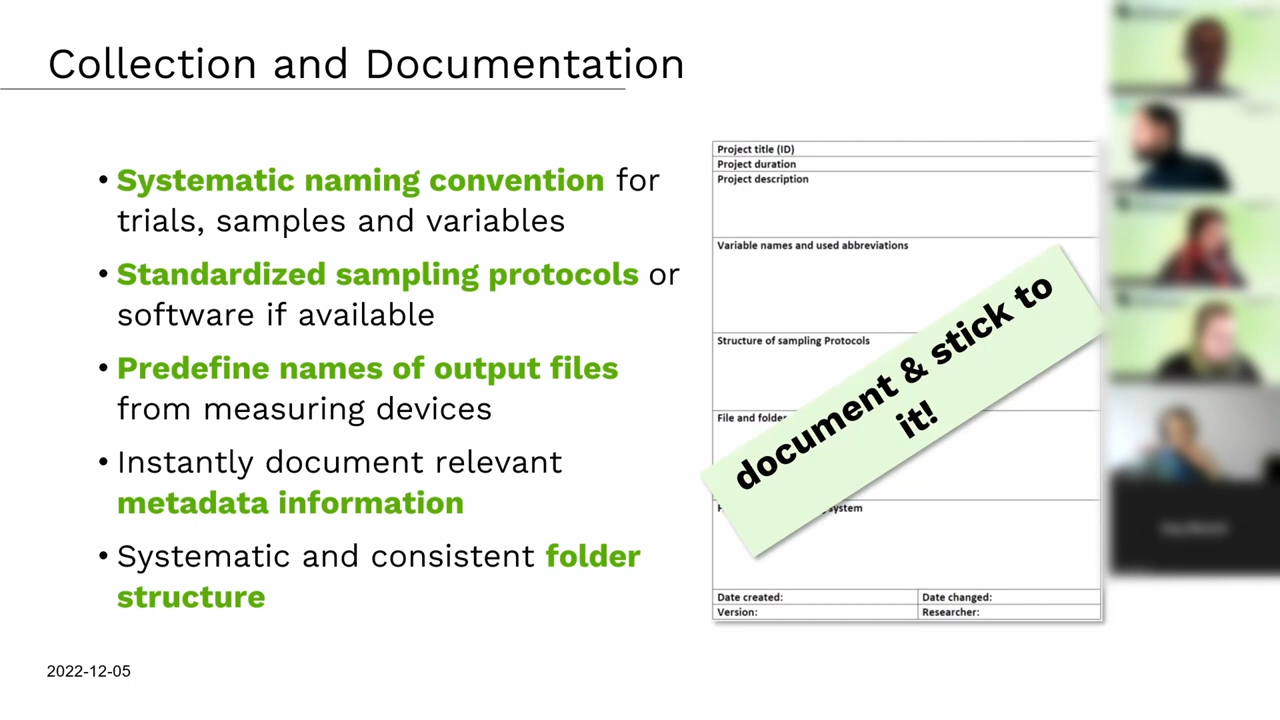 Collection and Documentation
• Systematic naming convention for
trials, samples and variables
• Standardized sampling protocols or
software if available
• Predefine names of output files
from measuring devices
• Instantly document relevant
metadata information
• Systematic and consistent folder
structure
Project title (ID)
Project duration
Project description
Variable names and used abbreviations
Structure of sampling Protocols
File and
document & stick to
it!
Date created:
Date changed:
Version:
Researcher:
2022-12-05